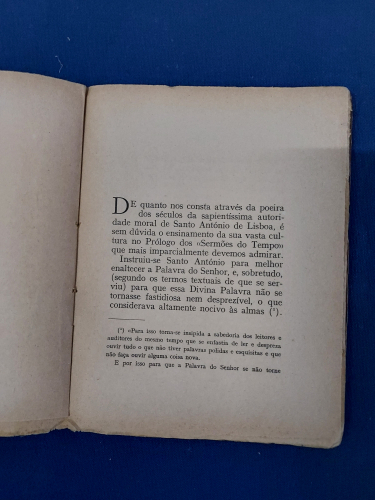 DE quanto nos consta através da poeira
dos séculos da sapientíssima autori-
dade moral de Santo António de Lisboa, é
sem dúvida o ensinamento da sua vasta cul-
tura no Prólogo dos «Sermões do Tempo»
que mais imparcialmente devemos admirar.
Instruiu-se Santo António para melhor
enaltecer a Palavra do Senhor, e, sobretudo,
(segundo os termos textuais de que se ser-
viu) para que essa Divina Palavra não se
tornasse fastidiosa nem desprezível, o que
considerava altamente nocivo às almas (¹).
(¹) «Para isso torna-se insípida a sabedoria dos leitores e
auditores do mesmo tempo que se enfastia de ler e despreza
ouvir tudo o que não tiver palavras polidas e esquisitas e que
não faça ouvir alguma coisa nova.
E por isso para que a Palavra do Senhor se não torne